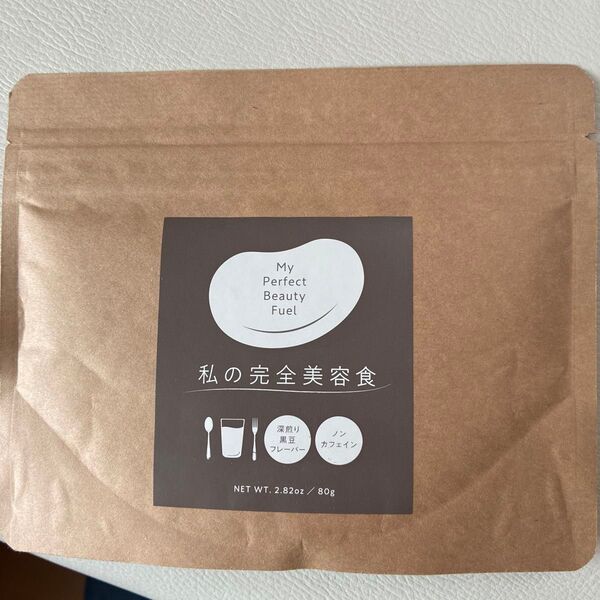 My
Perfect
Beauty
Fuel
私の完全美容食
深煎り
黒豆
フレーバー
ノン
カフェイン
NET WT. 2.82oz／80g